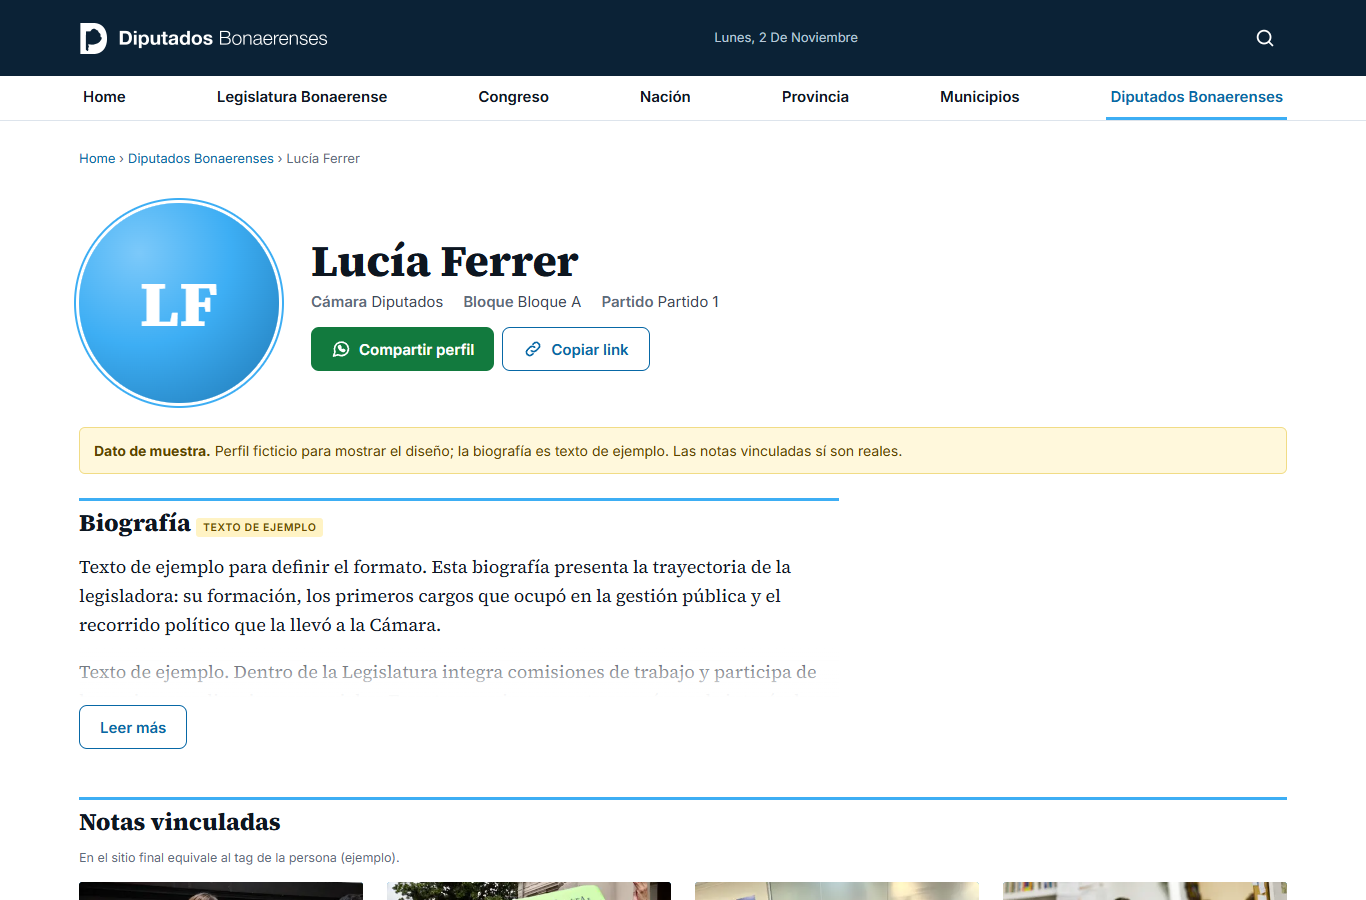 Diputados Bonaerenses
Lunes, 2 De Noviembre
Home
Legislatura Bonaerense
Congreso
Nación
Provincia
Municipios
Diputados Bonaerenses
Home › Diputados Bonaerenses › Lucía Ferrer
LF
Lucía Ferrer
Cámara Diputados Bloque Bloque A Partido Partido 1
Compartir perfil
Copiar link
Dato de muestra. Perfil ficticio para mostrar el diseño; la biografía es texto de ejemplo. Las notas vinculadas sí son reales.
Biografía TEXTO DE EJEMPLO
Texto de ejemplo para definir el formato. Esta biografía presenta la trayectoria de la
legisladora: su formación, los primeros cargos que ocupó en la gestión pública y el
recorrido político que la llevó a la Cámara.
Texto de ejemplo. Dentro de la Legislatura integra comisiones de trabajo y participa de
Leer más
Notas vinculadas
En el sitio final equivale al tag de la persona (ejemplo).